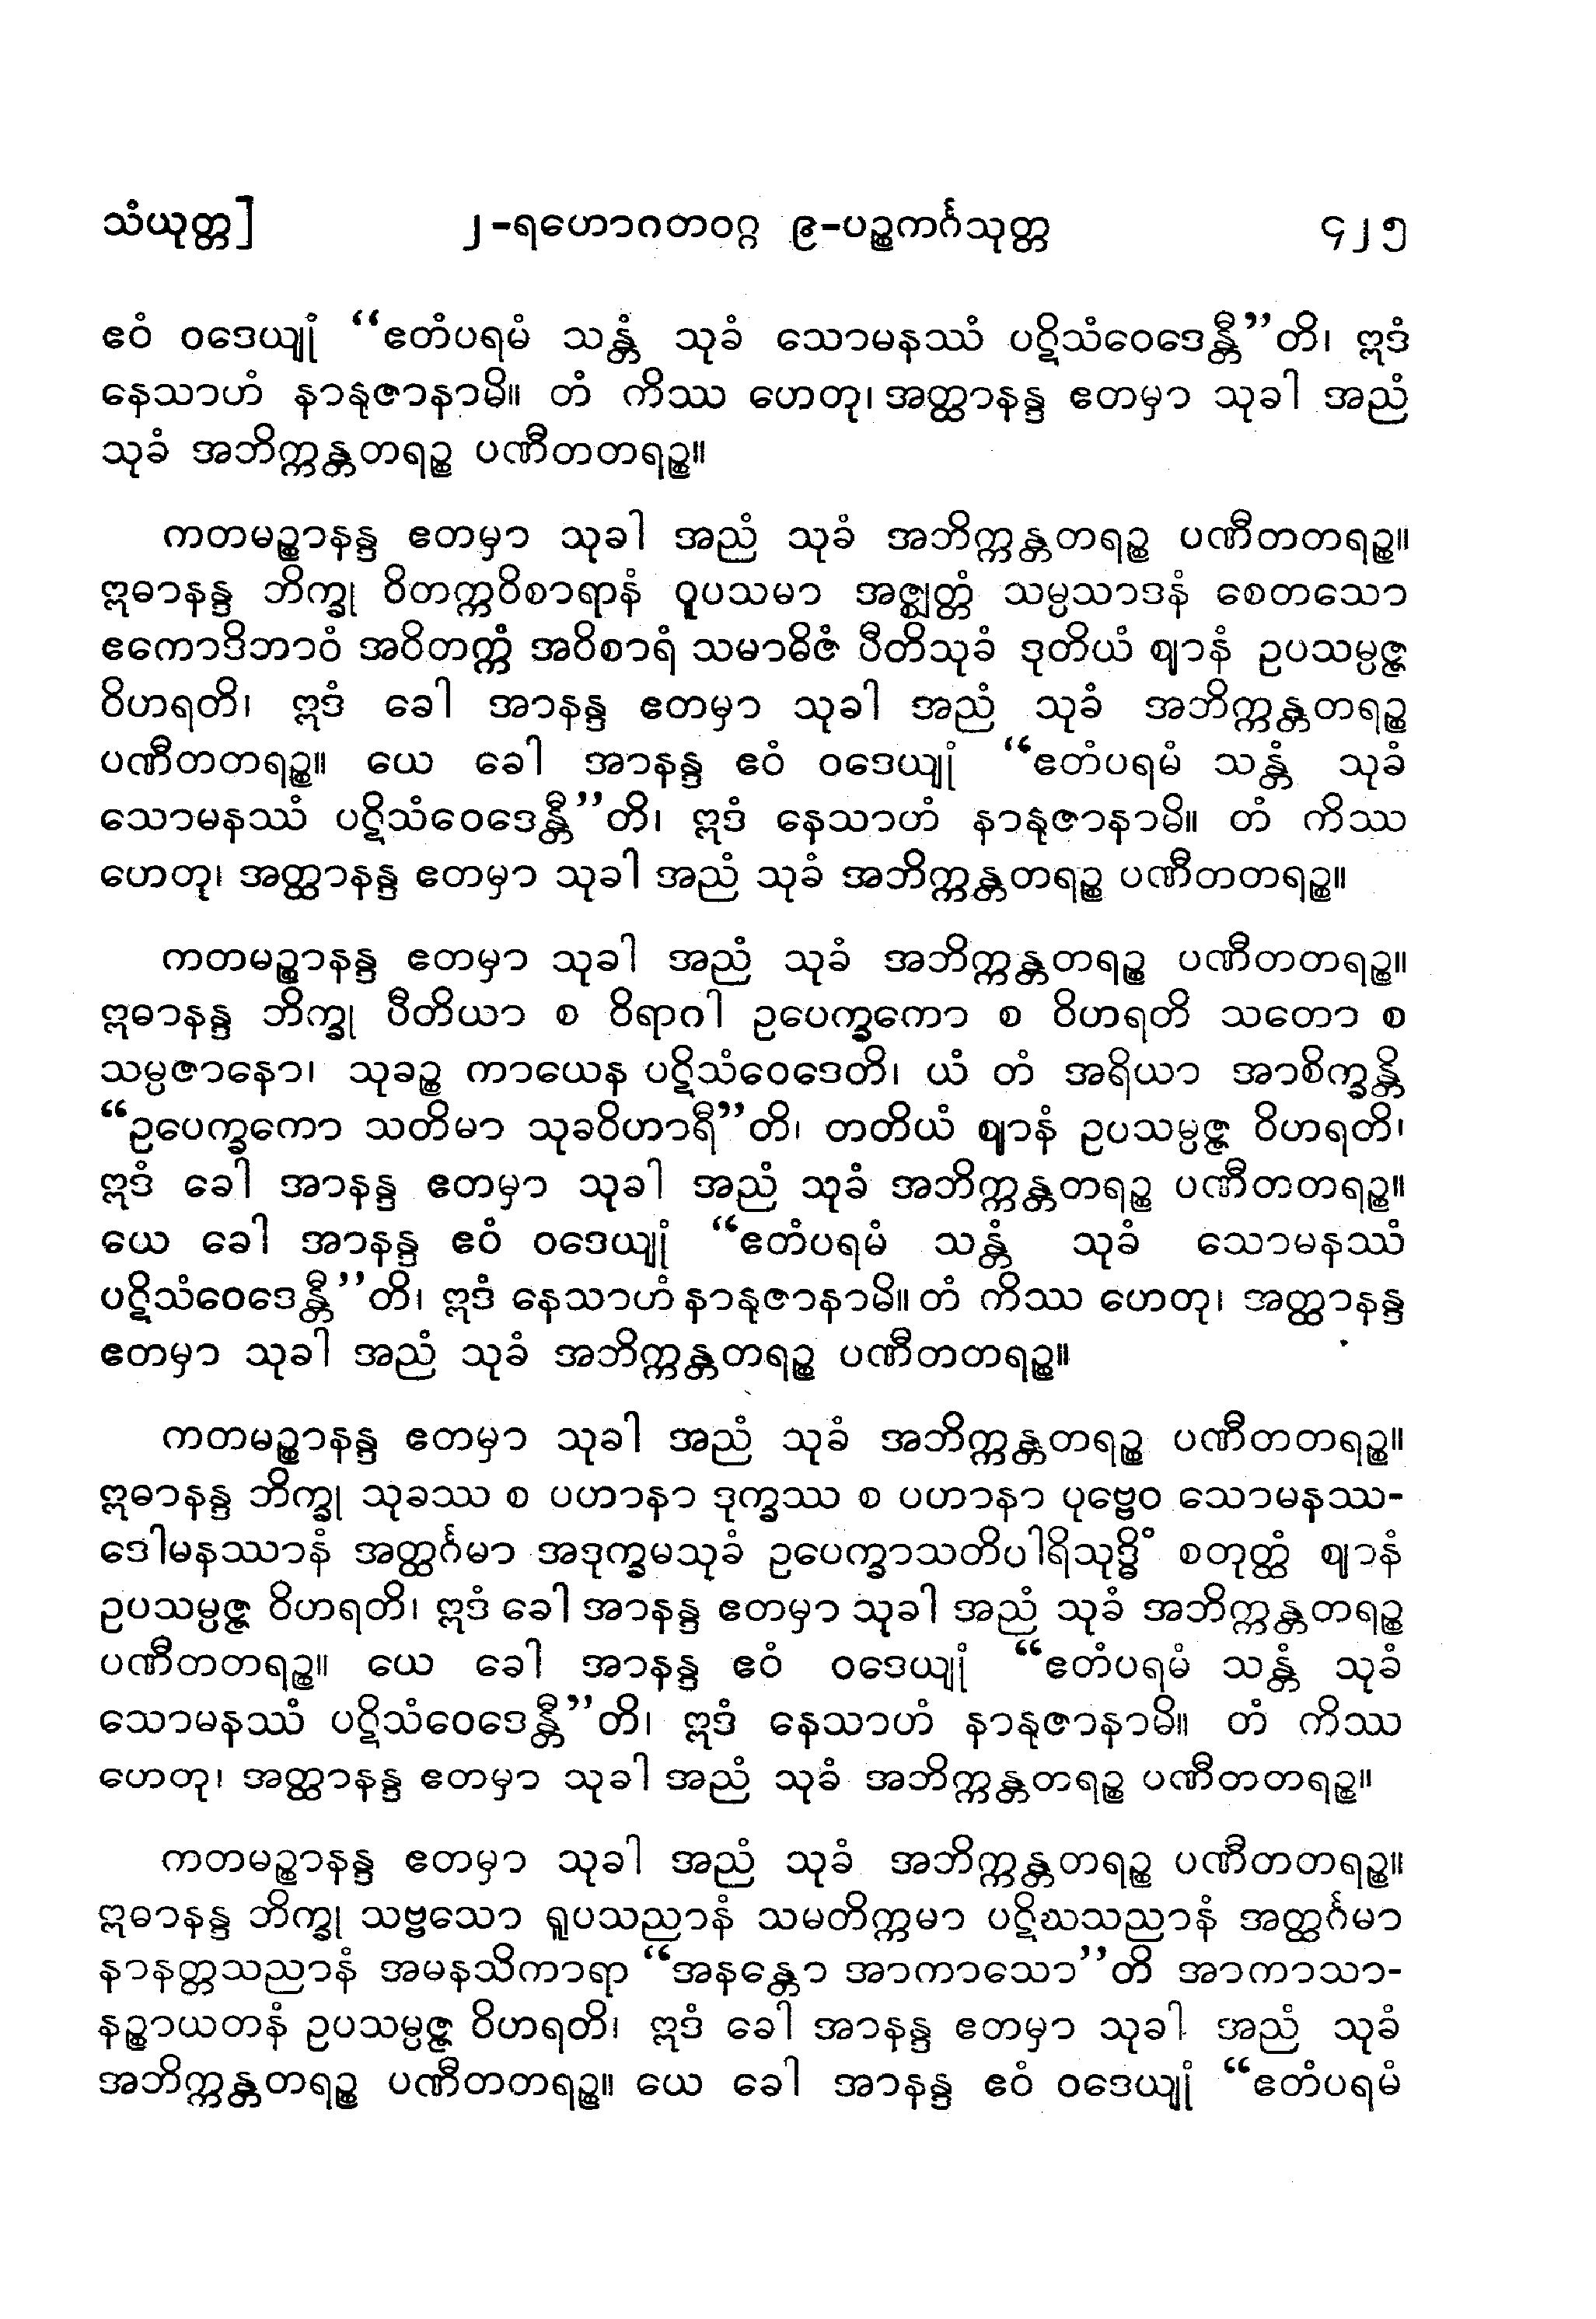 သံယုတ္တ]	၂-ရဟောဂတဝဂ္ဂ ၉-ပဉ္စကင်္ဂသုတ္တ	၄၂၅
ဧဝံ ဝဒေယျုံ “ဧတံပရမံ သန္တံ သုခံ သောမနဿံ ပဋိသံဝေဒေန္တီ”တိ၊ ဣဒံ
နေသာဟံ နာနုဇာနာမိ။ တံ ကိဿ ဟေတု၊ အတ္ထာနန္ဒ ဧတမှာ သုခါ အညံ
သုခံ အဘိက္ကန္တတရဉ္စ ပဏီတတရဉ္စ။
ကတမဉ္စာနန္ဒ ဧတမှာ သုခါ အညံ သုခံ အဘိက္ကန္တတရဉ္စ ပဏီတတရဉ္စ။
ဣဓာနန္ဒ ဘိက္ခု ဝိတက္ကဝိစာရာနံ ဝူပသမာ အဇ္ဈတ္တံ သမ္ပသာဒနံ စေတသော
ဧကောဒိဘာဝံ အဝိတက္ကံ အဝိစာရံ သမာဓိဇံ ပီတိသုခံ ဒုတိယံ ဈာနံ ဥပသမ္ပဇ္ဇ
ဝိဟရတိ၊ ဣဒံ ခေါ အာနန္ဒ ဧတမှာ သုခါ အညံ သုခံ အဘိက္ကန္တတရဉ္စ
ပဏီတတရဉ္စ။ ယေ ခေါ အာနန္ဒ ဧဝံ ဝဒေယျုံ “ဧတံပရမံ သန္တံ သုခံ
သောမနဿံ ပဋိသံဝေဒေန္တီ”တိ၊ ဣဒံ နေသာဟံ နာနုဇာနာမိ။ တံ ကိဿ
ဟေတု၊ အတ္ထာနန္ဒ ဧတမှာ သုခါ အညံ သုခံ အဘိက္ကန္တတရဉ္စ ပဏီတတရဉ္စ။
ကတမဉ္စာနန္ဒ ဧတမှာ သုခါ အညံ သုခံ အဘိက္ကန္တတရဉ္စ ပဏီတတရဉ္စ။
ဣဓာနန္ဒ ဘိက္ခု ပီတိယာ စ ဝိရာဂါ ဥပေက္ခကော စ ဝိဟရတိ သတော စ
သမ္ပဇာနော၊ သုခဉ္စ ကာယေန ပဋိသံဝေဒေတိ၊ ယံ တံ အရိယာ အာစိက္ခန္တိ
“ဥပေက္ခကော သတိမာ သုခဝိဟာရီ”တိ၊ တတိယံ ဈာနံ ဥပသမ္ပဇ္ဇ ဝိဟရတိ၊
ဣဒံ ခေါ အာနန္ဒ ဧတမှာ သုခါ အညံ သုခံ အဘိက္ကန္တတရဉ္စ ပဏီတတရဉ္စ။
ယေ ခေါ အာနန္ဒ ဧဝံ ဝဒေယျုံ “ဧတံပရမံ သန္တံ သုခံ သောမနဿံ
ပဋိသံဝေဒေန္တီ”တိ၊ ဣဒံ နေသာဟံ နာနုဇာနာမိ။ တံ ကိဿ ဟေတု၊ အတ္ထာနန္ဒ
ဧတမှာ သုခါ အညံ သုခံ အဘိက္ကန္တတရဉ္စ ပဏီတတရဉ္စ။
ကတမဉ္စာနန္ဒ ဧတမှာ သုခါ အညံ သုခံ အဘိက္ကန္တတရဉ္စ ပဏီတတရဉ္စ။
ဣဓာနန္ဒ ဘိက္ခု သုခဿ စ ပဟာနာ ဒုက္ခဿ စ ပဟာနာ ပုဗ္ဗေဝ သောမနဿ-
ဒေါမနဿာနံ အတ္ထင်္ဂမာ အဒုက္ခမသုခံ ဥပေက္ခာသတိပါရိသုဒ္ဓိံ စတုတ္ထံ ဈာနံ
ဥပသမ္ပဇ္ဇ ဝိဟရတိ၊ ဣဒံ ခေါ အာနန္ဒ ဧတမှာ သုခါ အညံ သုခံ အဘိက္ကန္တတရဉ္စ
ပဏီတတရဉ္စ။ ယေ ခေါ အာနန္ဒ ဧဝံ ဝဒေယျုံ “ဧတံပရမံ သန္တံ သုခံ
သောမနဿံ ပဋိသံဝေဒေန္တီ”တိ၊ ဣဒံ နေသာဟံ နာနုဇာနာမိ။ တံ ကိဿ
ဟေတု၊ အတ္ထာနန္ဒ ဧတမှာ သုခါ အညံ သုခံ အဘိက္ကန္တတရဉ္စ ပဏီတတရဉ္စ။
ကတမဉ္စာနန္ဒ ဧတမှာ သုခါ အညံ သုခံ အဘိက္ကန္တတရဉ္စ ပဏီတတရဉ္စ။
ဣဓာနန္ဒ ဘိက္ခု သဗ္ဗသော ရူပသညာနံ သမတိက္ကမာ ပဋိဃသညာနံ အတ္ထင်္ဂမာ
နာနတ္တသညာနံ အမနသိကာရာ “အနန္တော အာကာသော”တိ အာကာသာ-
နဉ္စာယတနံ ဥပသမ္ပဇ္ဇ ဝိဟရတိ၊ ဣဒံ ခေါ အာနန္ဒ ဧတမှာ သုခါ အညံ သုခံ
အဘိက္ကန္တတရဉ္စ ပဏီတတရဉ္စ။ ယေ ခေါ အာနန္ဒ ဧဝံ ဝဒေယျုံ “ဧတံပရမံ